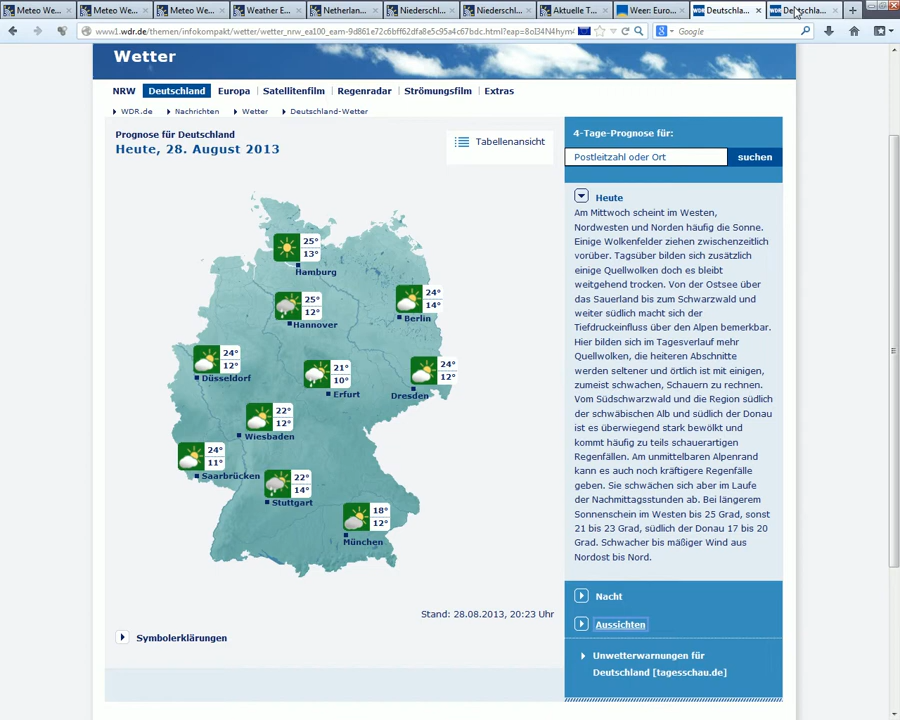 Meteo We...
Meteo We...
Meteo We...
Weather E...
Netherlan...
Niederschl...
Niederschl...
Aktuelle T...
Weer: Euro...
Deutschla...
Deutschla...
www1.wdr.de/themen/infokompakt/wetter/wetter_nrw_ea100_eam-9d861e72c6bff62dfa8e5c95a4c67bdc.html?eap=8oI34N4hym
Google
Wetter
NRW
Deutschland
Europa
Satellitenfilm
Regenradar
Strömungsfilm
Extras
WDR.de
Nachrichten
Wetter
Deutschland-Wetter
Prognose für Deutschland
Heute, 28. August 2013
Tabellenansicht
25°
13°
Hamburg
25°
12°
Hannover
24°
14°
Berlin
24°
12°
Düsseldorf
21°
10°
Erfurt
24°
12°
Dresden
22°
12°
Wiesbaden
24°
11°
Saarbrücken
22°
14°
Stuttgart
18°
12°
München
Stand: 28.08.2013, 20:23 Uhr
Symbolerklärungen
4-Tage-Prognose für:
Postleitzahl oder Ort
suchen
Heute
Am Mittwoch scheint im Westen,
Nordwesten und Norden häufig die Sonne.
Einige Wolkenfelder ziehen zwischenzeitlich
vorüber. Tagsüber bilden sich zusätzlich
einige Quellwolken doch es bleibt
weitgehend trocken. Von der Ostsee über
das Sauerland bis zum Schwarzwald und
weiter südlich macht sich der
Tiefdruckeinfluss über den Alpen bemerkbar.
Hier bilden sich im Tagesverlauf mehr
Quellwolken, die heiteren Abschnitte
werden seltener und örtlich ist mit einigen,
zumeist schwachen, Schauern zu rechnen.
Vom Südschwarzwald und die Region südlich
der schwäbischen Alb und südlich der Donau
ist es überwiegend stark bewölkt und
kommt häufig zu teils schauerartigen
Regenfällen. Am unmittelbaren Alpenrand
kann es auch noch kräftigere Regenfälle
geben. Sie schwächen sich aber im Laufe
der Nachmittagsstunden ab. Bei längerem
Sonnenschein im Westen bis 25 Grad, sonst
21 bis 23 Grad, südlich der Donau 17 bis 20
Grad. Schwacher bis mäßiger Wind aus
Nordost bis Nord.
Nacht
Aussichten
Unwetterwarnungen für
Deutschland [tagesschau.de]